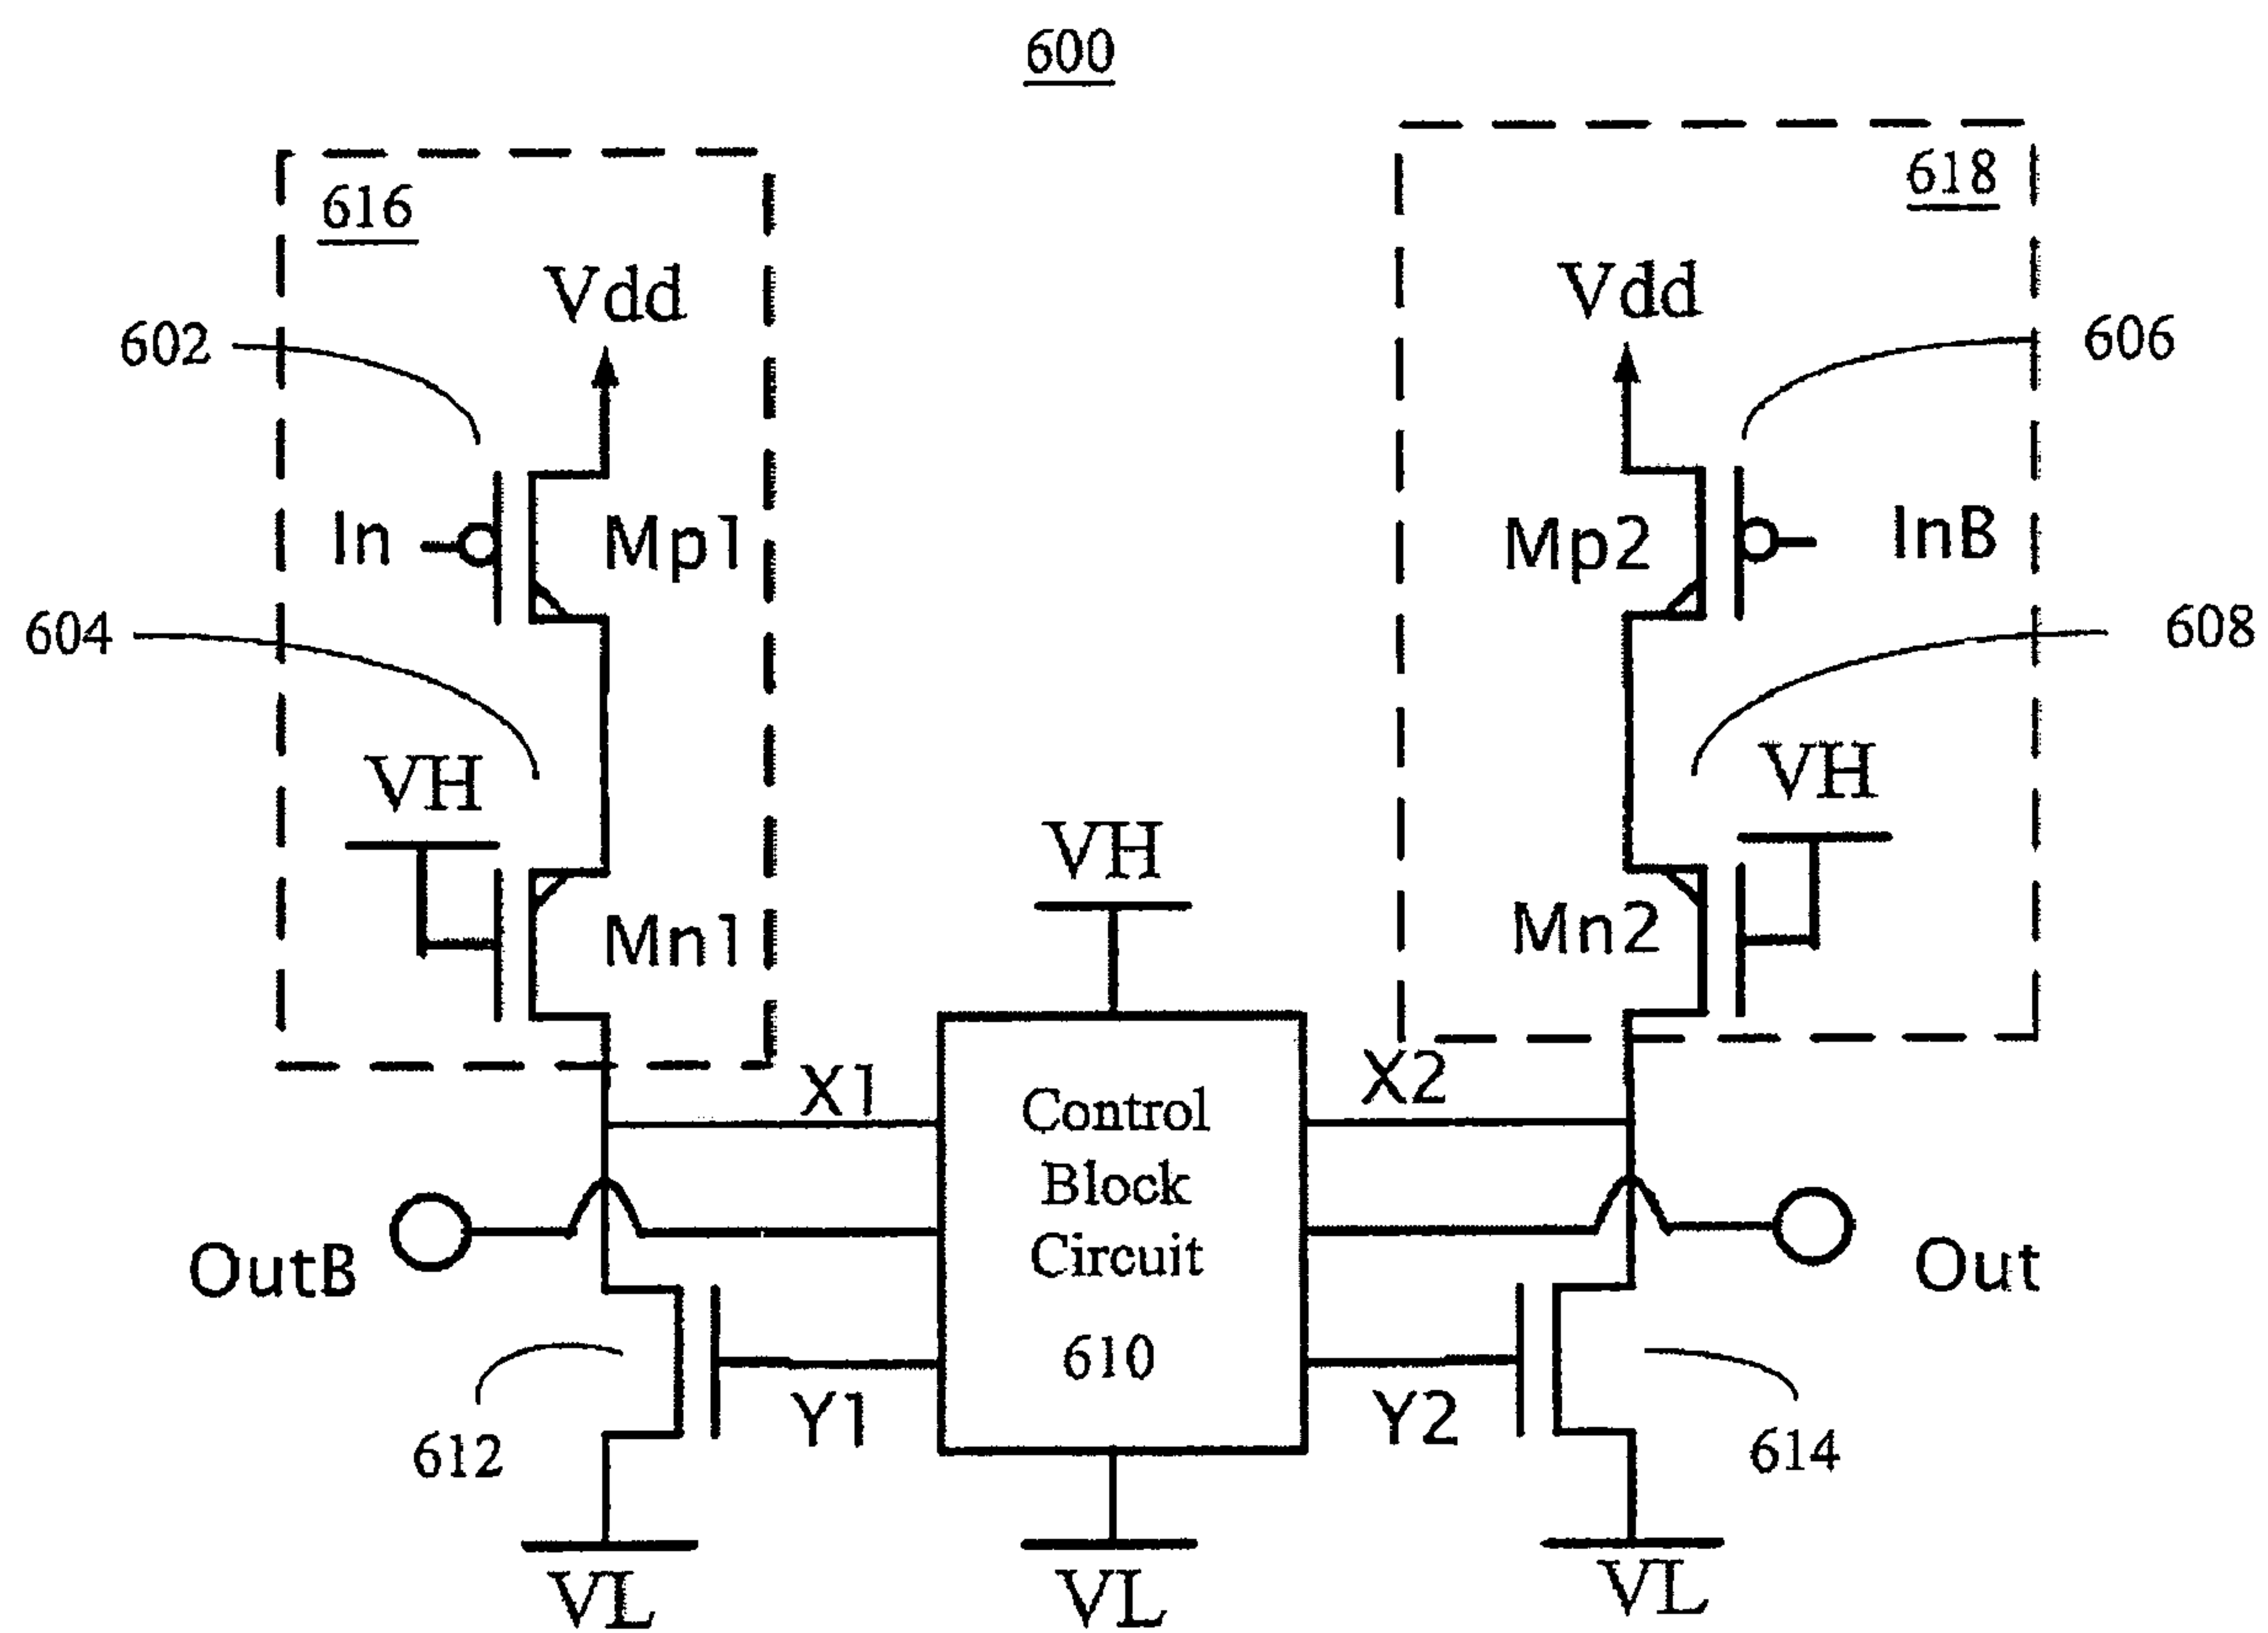 600
616
618
Vdd
Vdd
602
606
In
Mp1
Mp2
InB
604
608
VH
VH
VH
Mn1
Mn2
X1
X2
Control
Block
Circuit
610
OutB
Out
Y1
Y2
612
614
VL
VL
VL